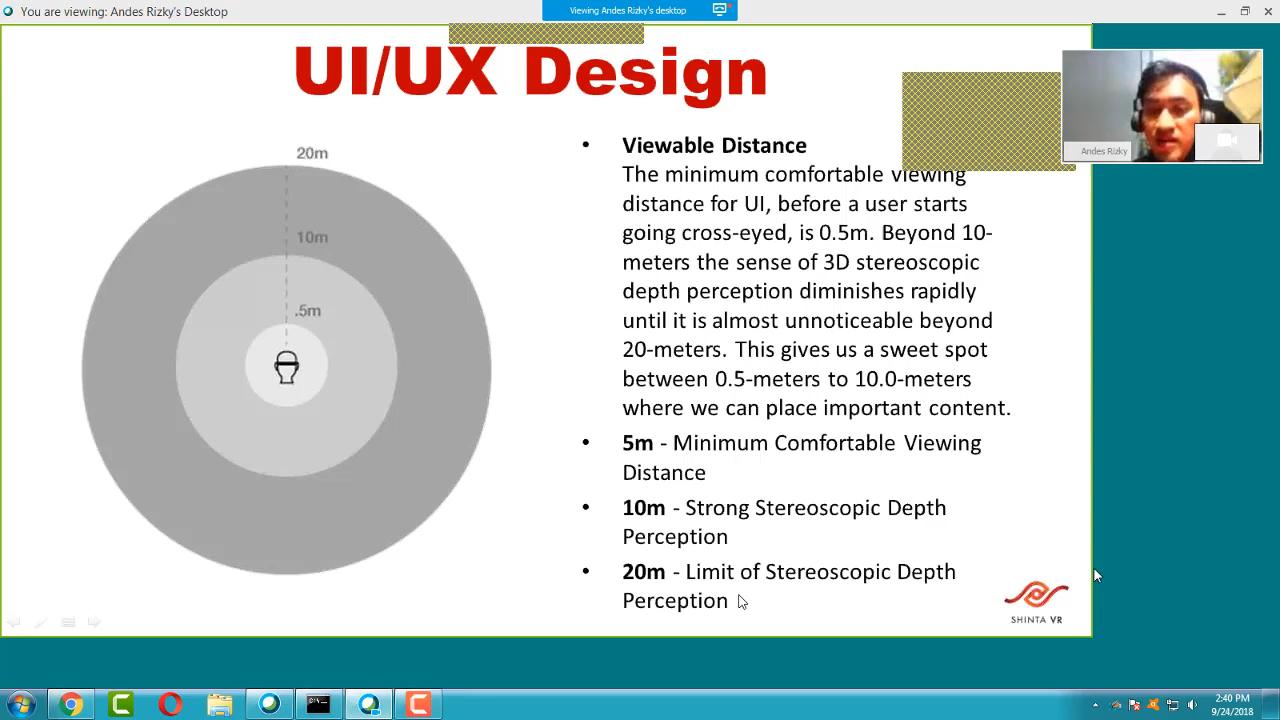 You are viewing: Andes Rizky's Desktop
Viewing Andes Rizky's desktop
UI/UX Design
Andes Rizky
20m
10m
.5m
• Viewable Distance
The minimum comfortable viewing
distance for UI, before a user starts
going cross-eyed, is 0.5m. Beyond 10-
meters the sense of 3D stereoscopic
depth perception diminishes rapidly
until it is almost unnoticeable beyond
20-meters. This gives us a sweet spot
between 0.5-meters to 10.0-meters
where we can place important content.
• 5m - Minimum Comfortable Viewing
Distance
• 10m - Strong Stereoscopic Depth
Perception
• 20m - Limit of Stereoscopic Depth
Perception
SHINTA VR
2:40 PM
9/24/2018